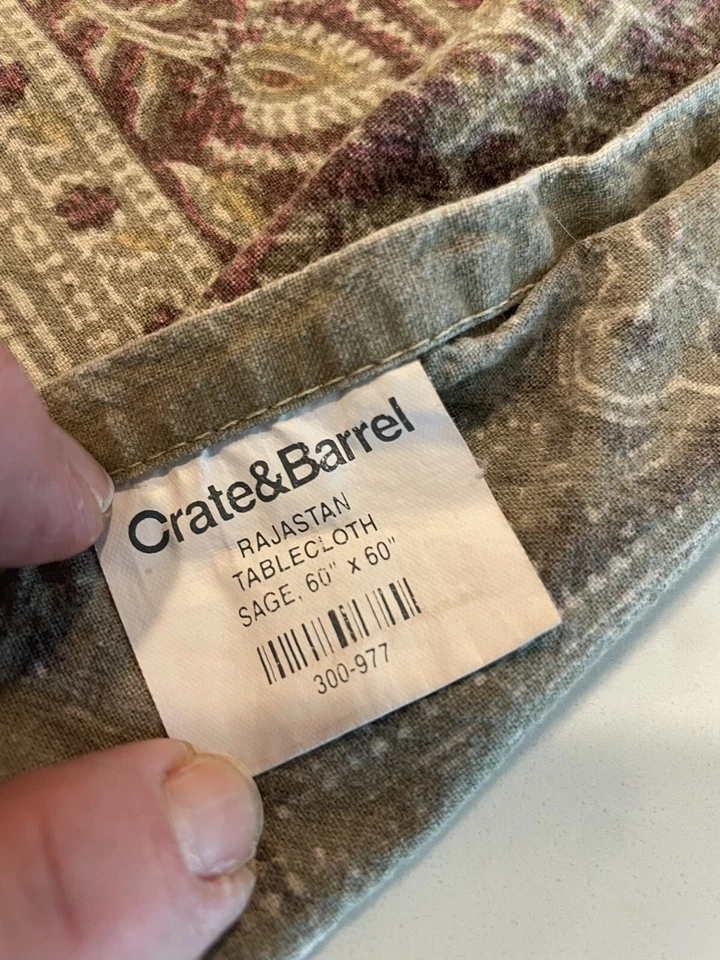 Crate&Barrel
RAJASTAN
TABLECLOTH
SAGE, 60" x 60"
300-977